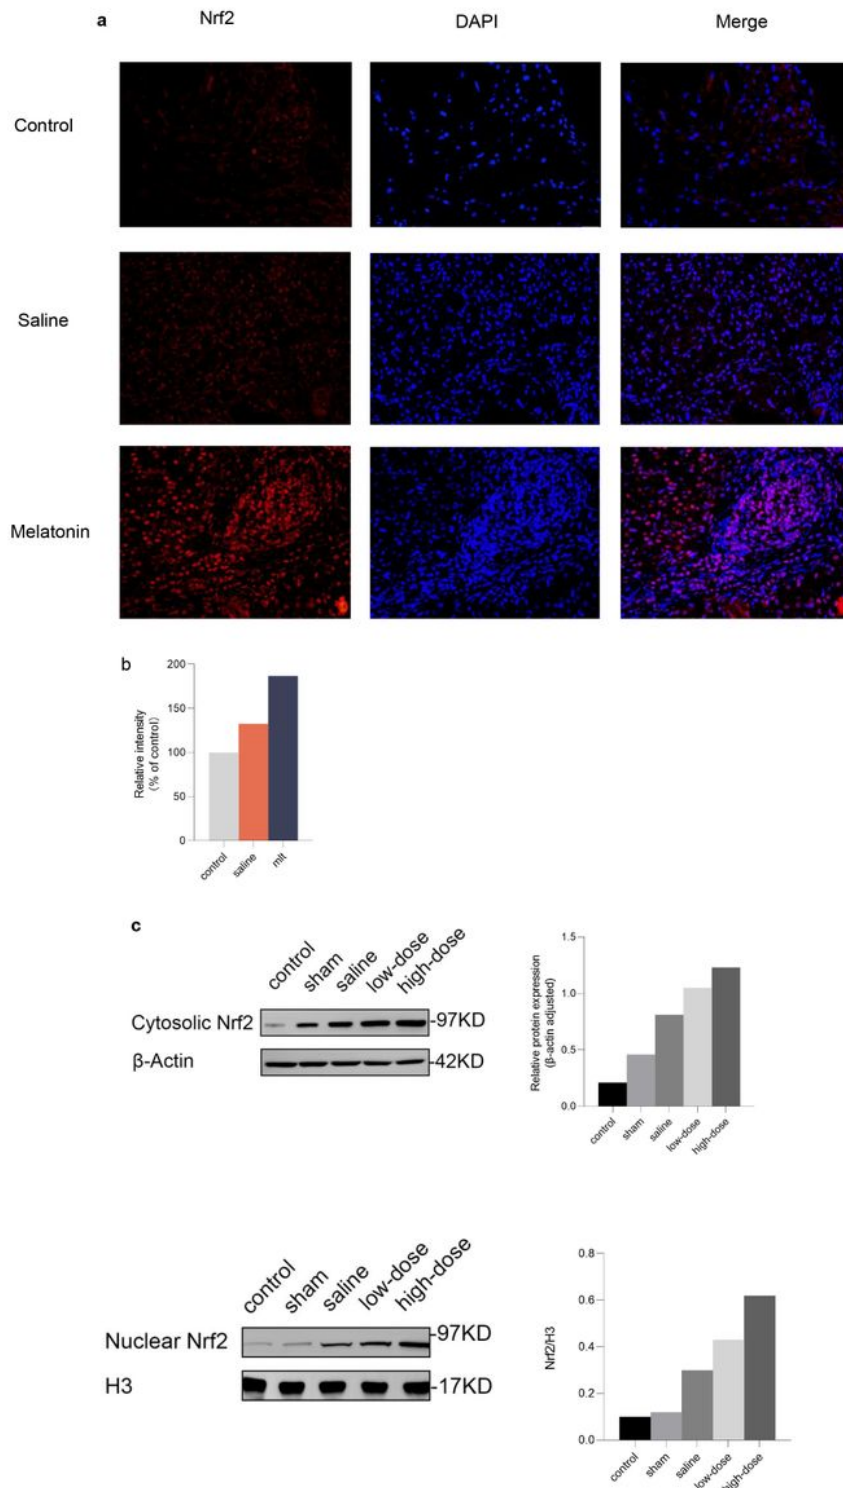 a Nrf2 DAPI Merge
Control
Saline
Melatonin
b
Relative intensity
(% of control)
200
150
100
50
0
control saline mlt
c
control sham saline low-dose high-dose
Cytosolic Nrf2 -97KD
β-Actin -42KD
Relative protein expression
(β-actin adjusted)
1.5
1.0
0.5
0.0
control sham saline low-dose high-dose
control sham saline low-dose high-dose
Nuclear Nrf2 -97KD
H3 -17KD
Nrf2/H3
0.8
0.6
0.4
0.2
0.0
control sham saline low-dose high-dose